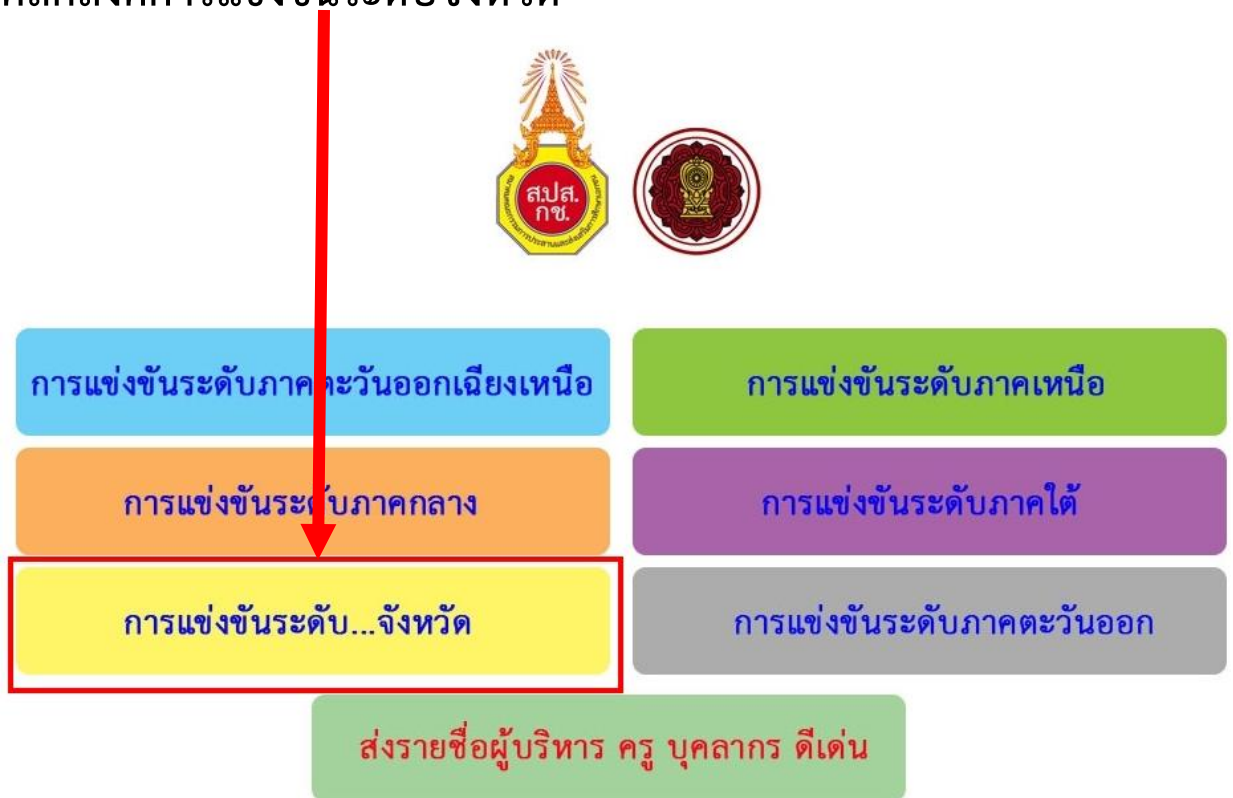 สปส.
กช.
การแข่งขันระดับภาคตะวันออกเฉียงเหนือ
การแข่งขันระดับภาคเหนือ
การแข่งขันระดับภาคกลาง
การแข่งขันระดับภาคใต้
การแข่งขันระดับ...จังหวัด
การแข่งขันระดับภาคตะวันออก
ส่งรายชื่อผู้บริหาร ครู บุคลากร ดีเด่น